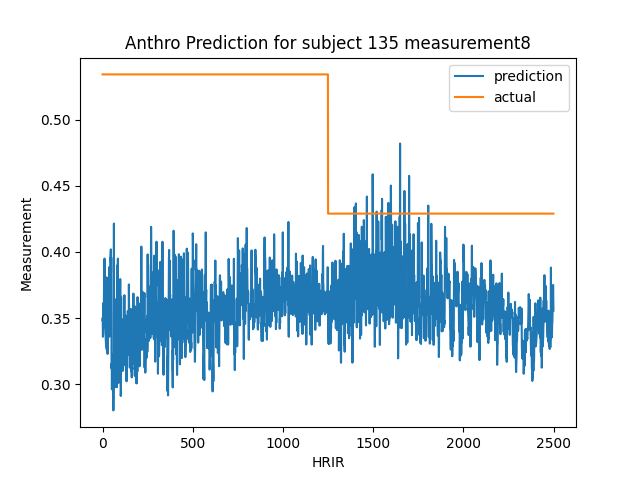 Anthro Prediction for subject 135 measurement8
prediction
actual
0.50
0.45
0.40
0.35
0.30
Measurement
0
500
1000
1500
2000
2500
HRIR